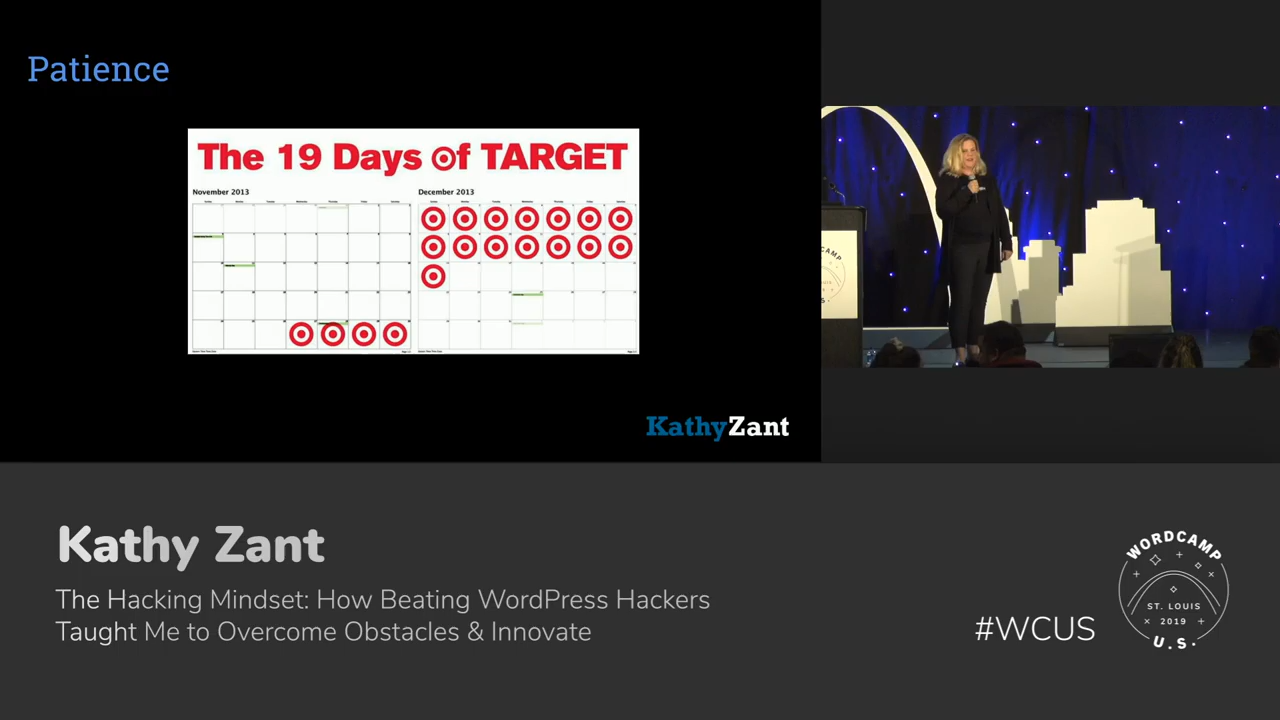 Patience
The 19 Days of TARGET
November 2013
December 2013
KathyZant
Kathy Zant
The Hacking Mindset: How Beating WordPress Hackers
Taught Me to Overcome Obstacles & Innovate
#WCUS
WORDCAMP
ST. LOUIS
2019
U.S.